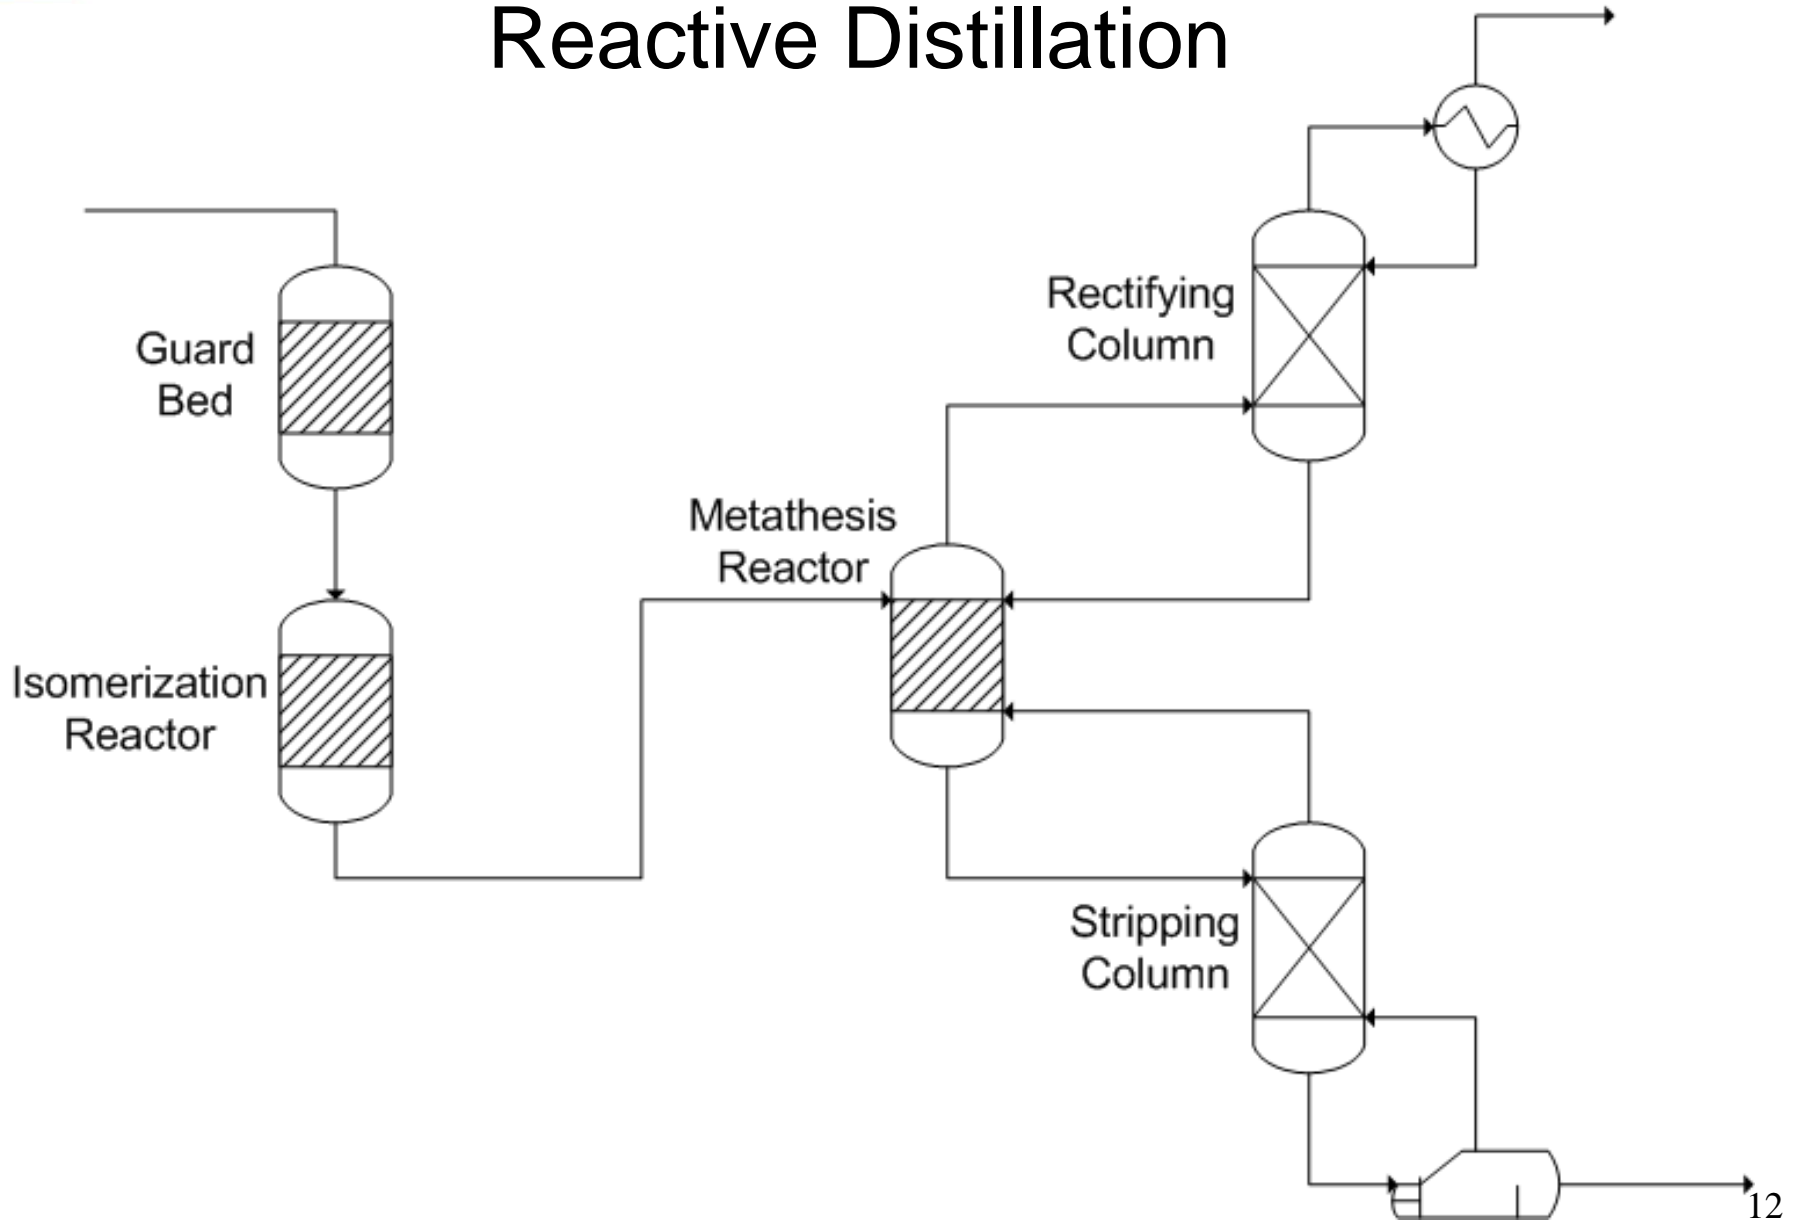 Reactive Distillation
Guard
Bed
Isomerization
Reactor
Metathesis
Reactor
Rectifying
Column
Stripping
Column
12